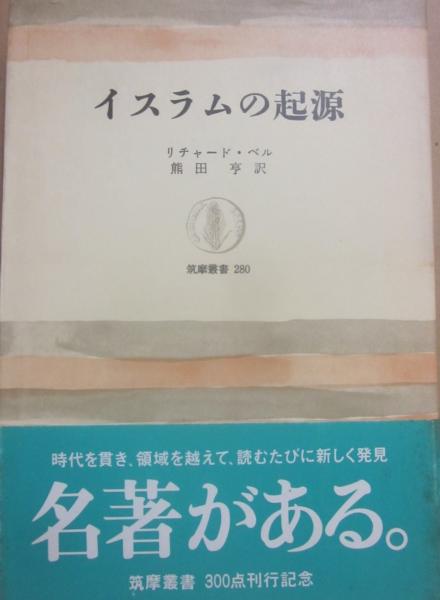 イスラムの起源
リチャード・ベル
熊田 亨 訳
筑摩叢書 280
時代を貫き、領域を越えて、読むたびに新しく発見
名著がある。
筑摩叢書 300点刊行記念